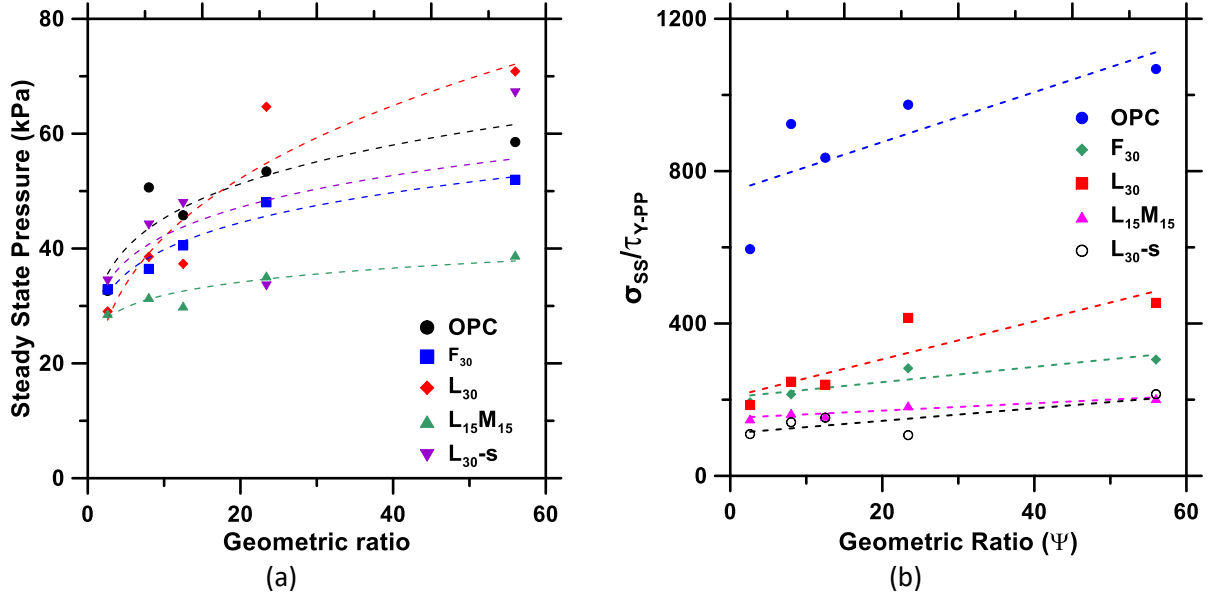 80
60
40
20
0
Steady State Pressure (kPa)
OPC
F30
L30
L15M15
L30-s
0
20
40
60
Geometric ratio
(a)
1200
800
400
0
σSS/τY-PP
OPC
F30
L30
L15M15
L30-s
0
20
40
60
Geometric Ratio (Ψ)
(b)